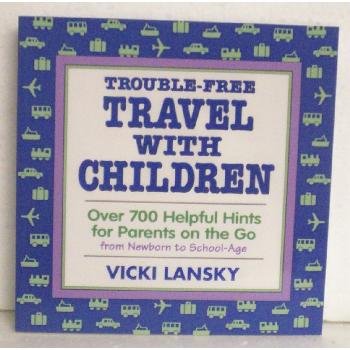 TROUBLE-FREE
TRAVEL
WITH
CHILDREN
Over 700 Helpful Hints
for Parents on the Go
from Newborn to School-Age
VICKI LANSKY